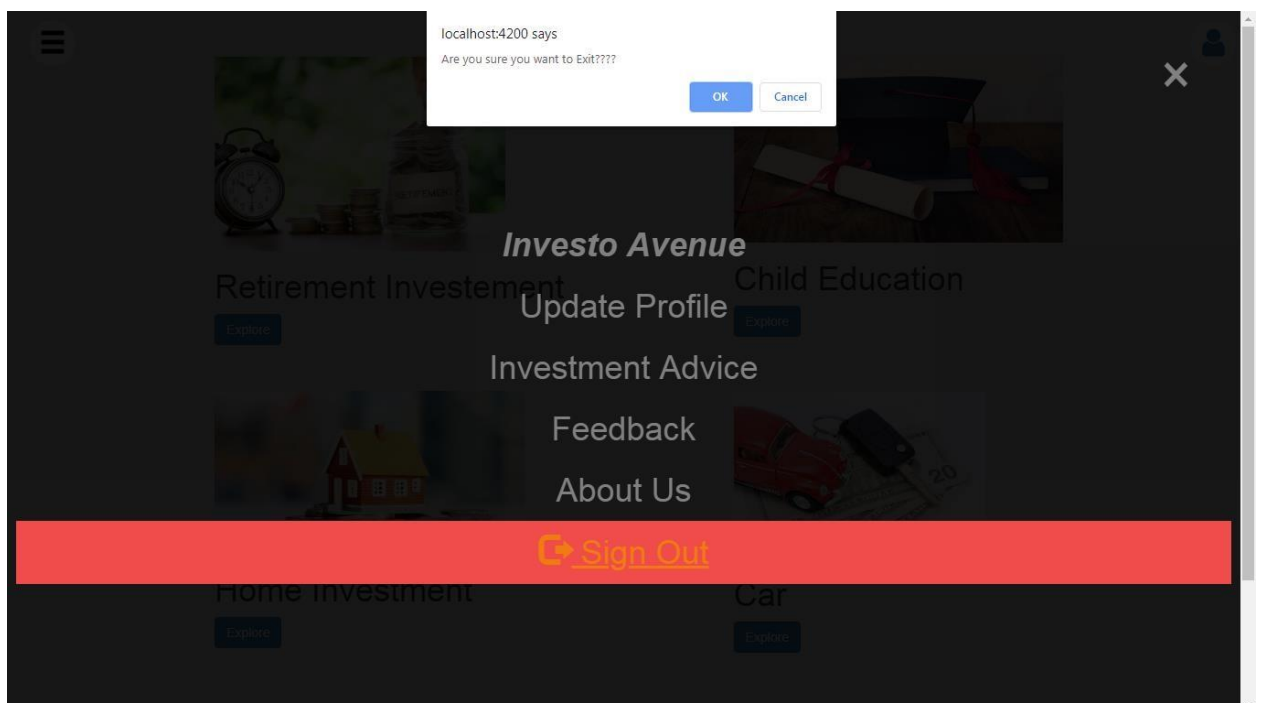 localhost:4200 says
Are you sure you want to Exit????
OK Cancel
Investo Avenue
Retirement Investement
Child Education
Update Profile
Explore
Explore
Investment Advice
Feedback
20
About Us
Sign Out
Home Investment
Car
Explore
Explore